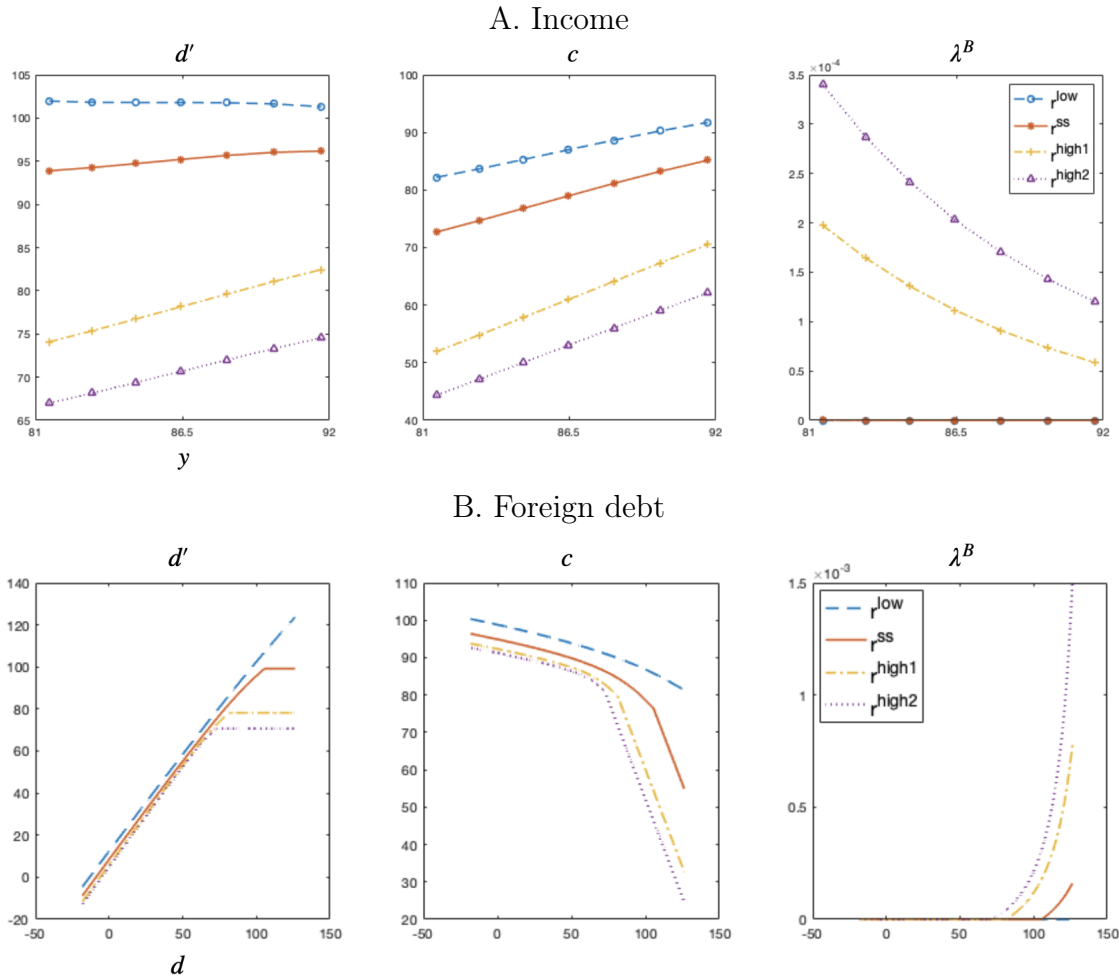 A. Income
d′ c λ^B
105
100
95
90
85
80
75
70
65
81 86.5 92
y
100
90
80
70
60
50
40
81 86.5 92
×10^-4
3.5
3
2.5
2
1.5
1
0.5
0
81 86.5 92
r^low
r^ss
r^high1
r^high2
B. Foreign debt
d′ c λ^B
140
120
100
80
60
40
20
0
-20
-50 0 50 100 150
d
110
100
90
80
70
60
50
40
30
20
-50 0 50 100 150
×10^-3
1.5
1
0.5
0
-50 0 50 100 150
r^low
r^ss
r^high1
r^high2